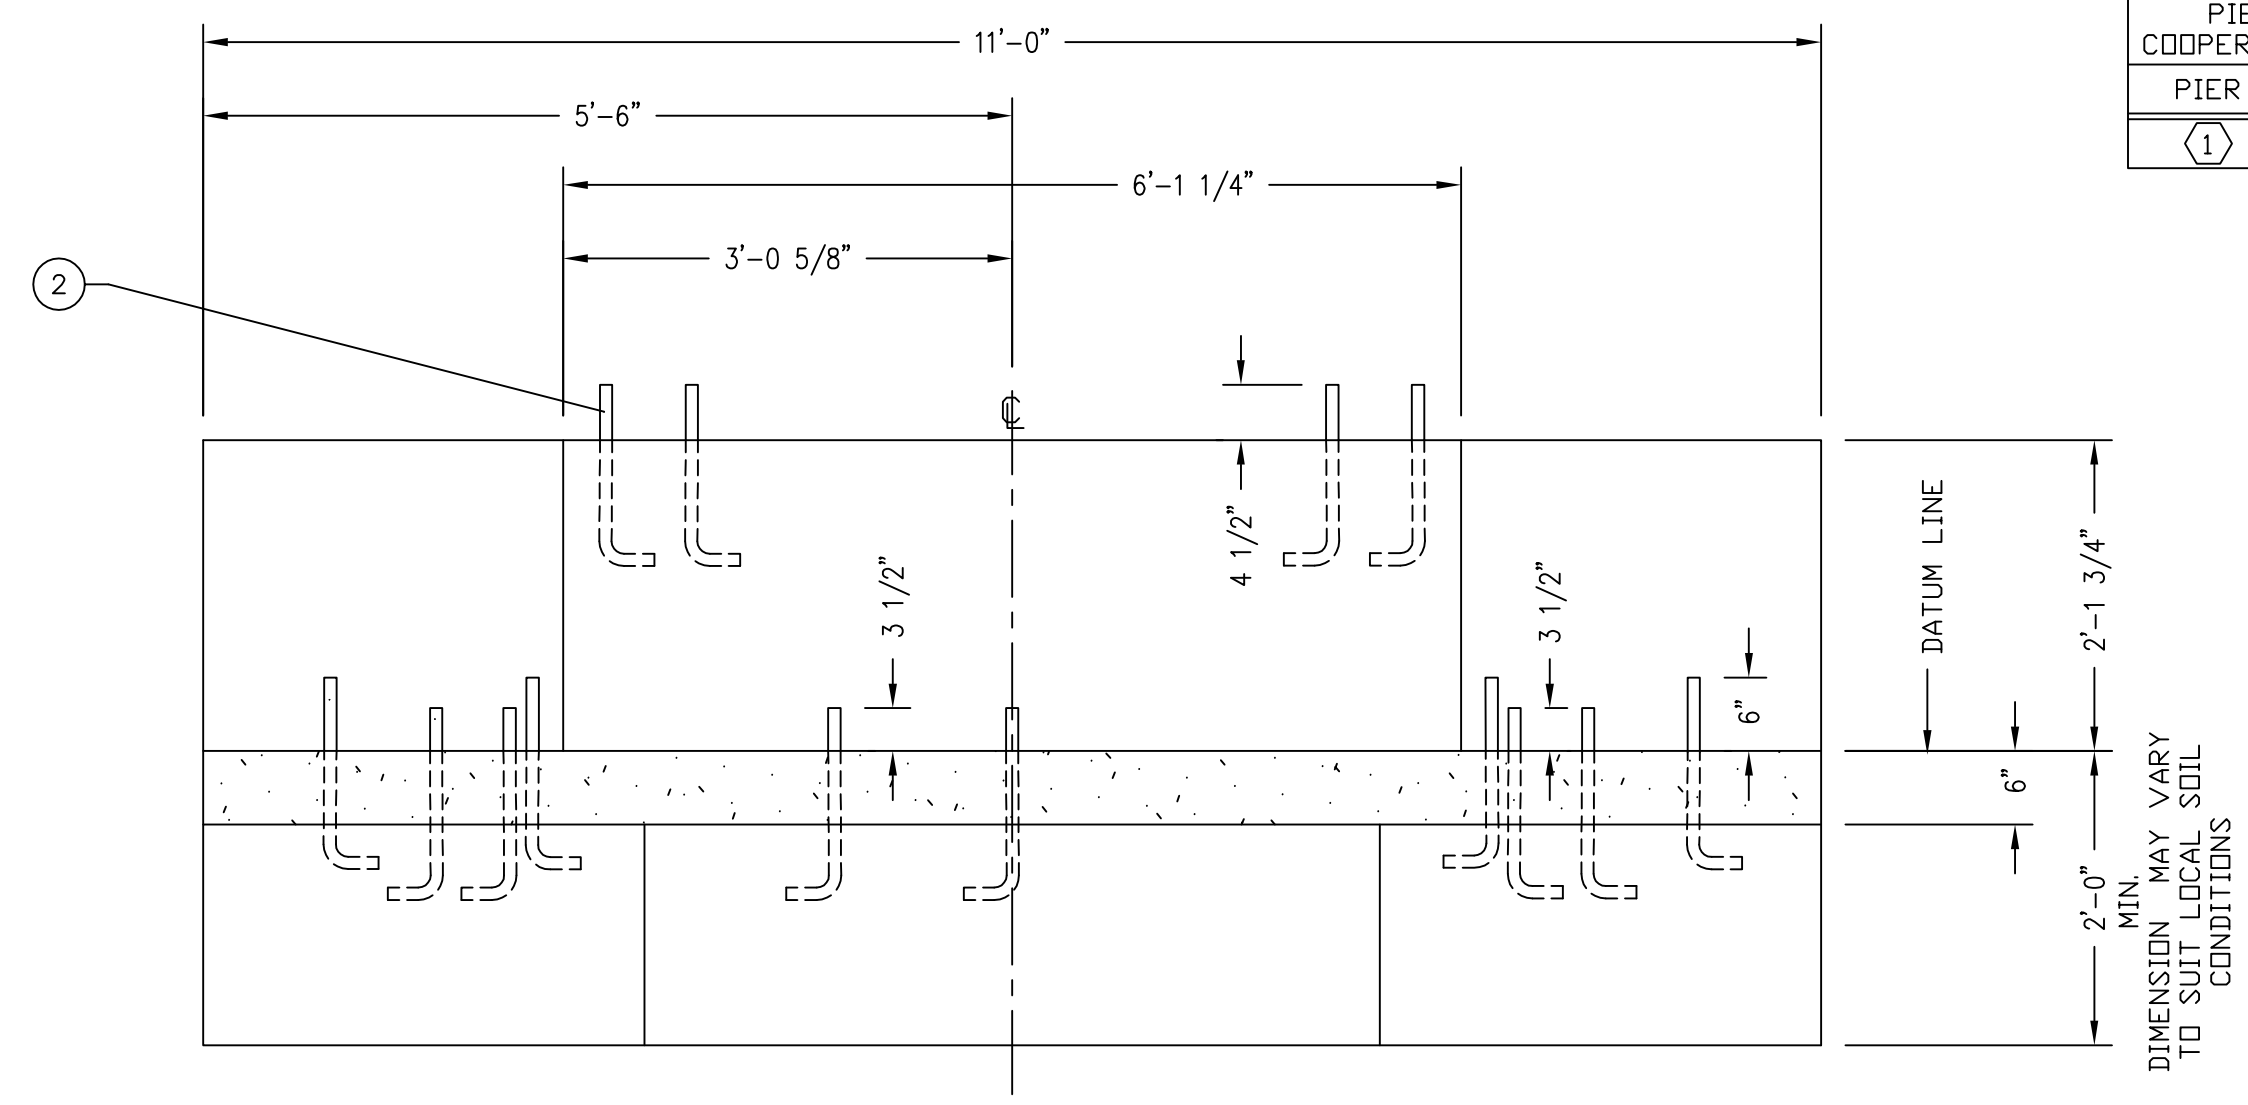 11'-0"
PIE
COOPER
PIER
1
5'-6"
6'-1 1/4"
3'-0 5/8"
2
CL
4 1/2"
3 1/2"
3 1/2"
6"
DATUM LINE
2'-1 3/4"
6"
2'-0"
MIN.
DIMENSION MAY VARY
TO SUIT LOCAL SOIL
CONDITIONS